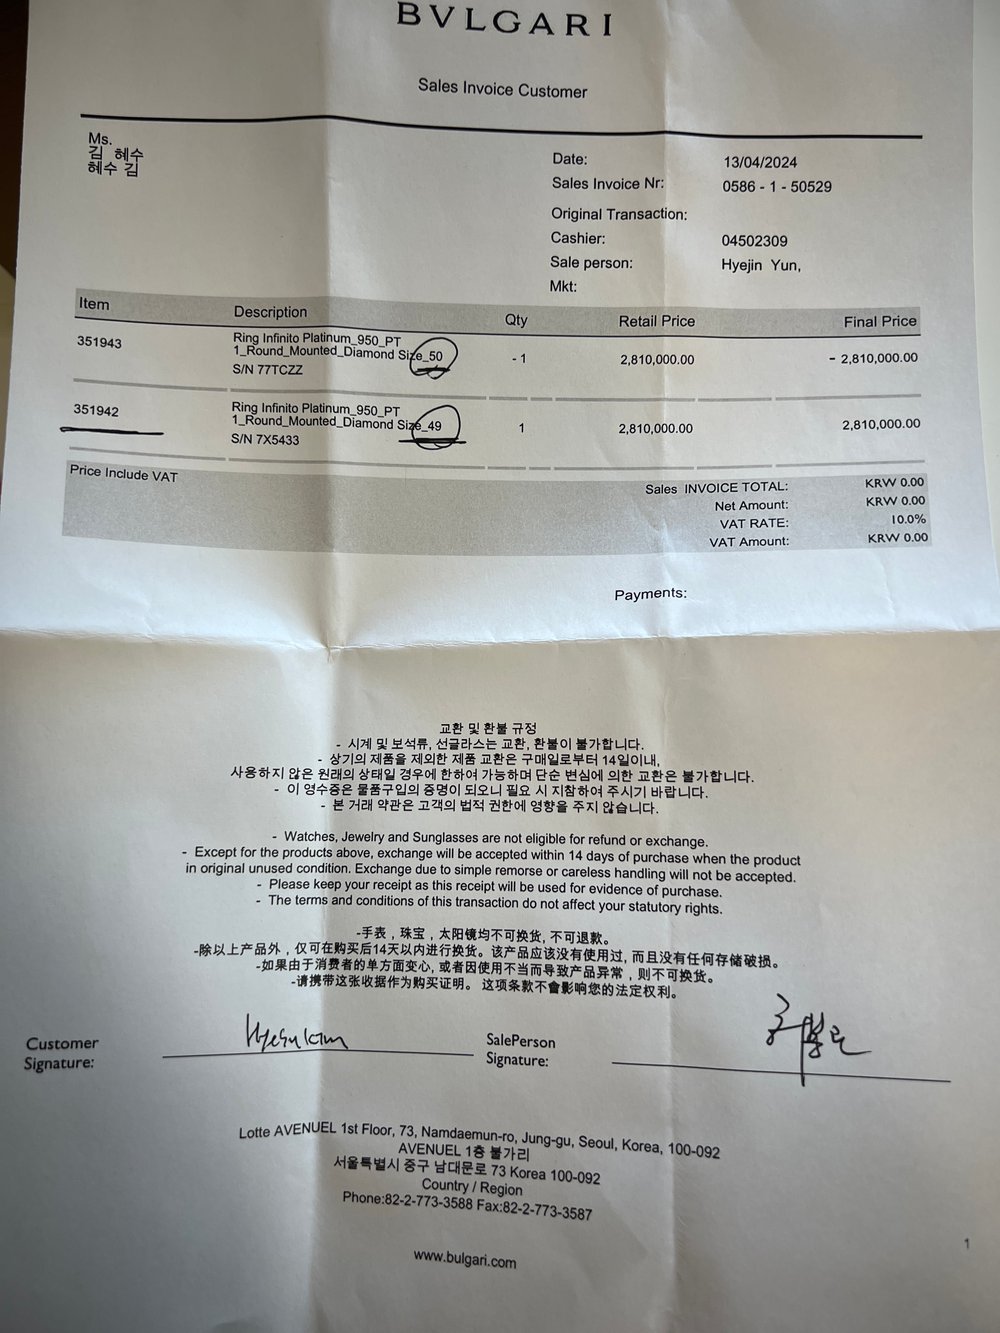 BVLGARI
Sales Invoice Customer
Ms.
김 혜수
혜수 김
Date: 13/04/2024
Sales Invoice Nr: 0586 - 1 - 50529
Original Transaction:
Cashier: 04502309
Sale person: Hyejin Yun,
Mkt:
Item Description Qty Retail Price Final Price
351943 Ring Infinito Platinum_950_PT
1_Round_Mounted_Diamond Size_50 - 1 2,810,000.00 - 2,810,000.00
S/N 77TCZZ
351942 Ring Infinito Platinum_950_PT
1_Round_Mounted_Diamond Size_49 1 2,810,000.00 2,810,000.00
S/N 7X5433
Price Include VAT
Sales INVOICE TOTAL: KRW 0.00
Net Amount: KRW 0.00
VAT RATE: 10.0%
VAT Amount: KRW 0.00
Payments:
교환 및 환불 규정
- 시계 및 보석류, 선글라스는 교환, 환불이 불가합니다.
- 상기의 제품을 제외한 제품 교환은 구매일로부터 14일이내,
사용하지 않은 원래의 상태일 경우에 한하여 가능하며 단순 변심에 의한 교환은 불가합니다.
- 이 영수증은 물품구입의 증명이 되오니 필요 시 지참하여 주시기 바랍니다.
- 본 거래 약관은 고객의 법적 권한에 영향을 주지 않습니다.
- Watches, Jewelry and Sunglasses are not eligible for refund or exchange.
- Except for the products above, exchange will be accepted within 14 days of purchase when the product
in original unused condition. Exchange due to simple remorse or careless handling will not be accepted.
- Please keep your receipt as this receipt will be used for evidence of purchase.
- The terms and conditions of this transaction do not affect your statutory rights.
-手表，珠宝，太阳镜均不可换货, 不可退款。
-除以上产品外，仅可在购买后14天以内进行换货。该产品应该没有使用过, 而且没有任何存储破损。
-如果由于消费者的单方面变心, 或者因使用不当而导致产品异常，则不可换货。
-请携带这张收据作为购买证明。 这项条款不會影响您的法定权利。
Customer
Signature:
SalePerson
Signature:
Lotte AVENUEL 1st Floor, 73, Namdaemun-ro, Jung-gu, Seoul, Korea, 100-092
AVENUEL 1층 불가리
서울특별시 중구 남대문로 73 Korea 100-092
Country / Region
Phone:82-2-773-3588 Fax:82-2-773-3587
www.bulgari.com
1